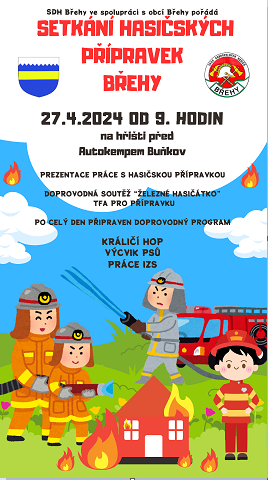 SDH Břehy ve spolupráci s obcí Břehy pořádá
SETKÁNÍ HASIČSKÝCH
PŘÍPRAVEK
BŘEHY
BŘEHY
27.4.2024 OD 9. HODIN
na hřišti před
Autokempem Buňkov
PREZENTACE PRÁCE S HASIČSKOU PŘÍPRAVKOU
DOPROVODNÁ SOUTĚŽ "ŽELEZNÉ HASIČÁTKO"
TFA PRO PŘÍPRAVKU
PO CELÝ DEN PŘIPRAVEN DOPROVODNÝ PROGRAM
KRÁLIČÍ HOP
VÝCVIK PSŮ
PRÁCE IZS